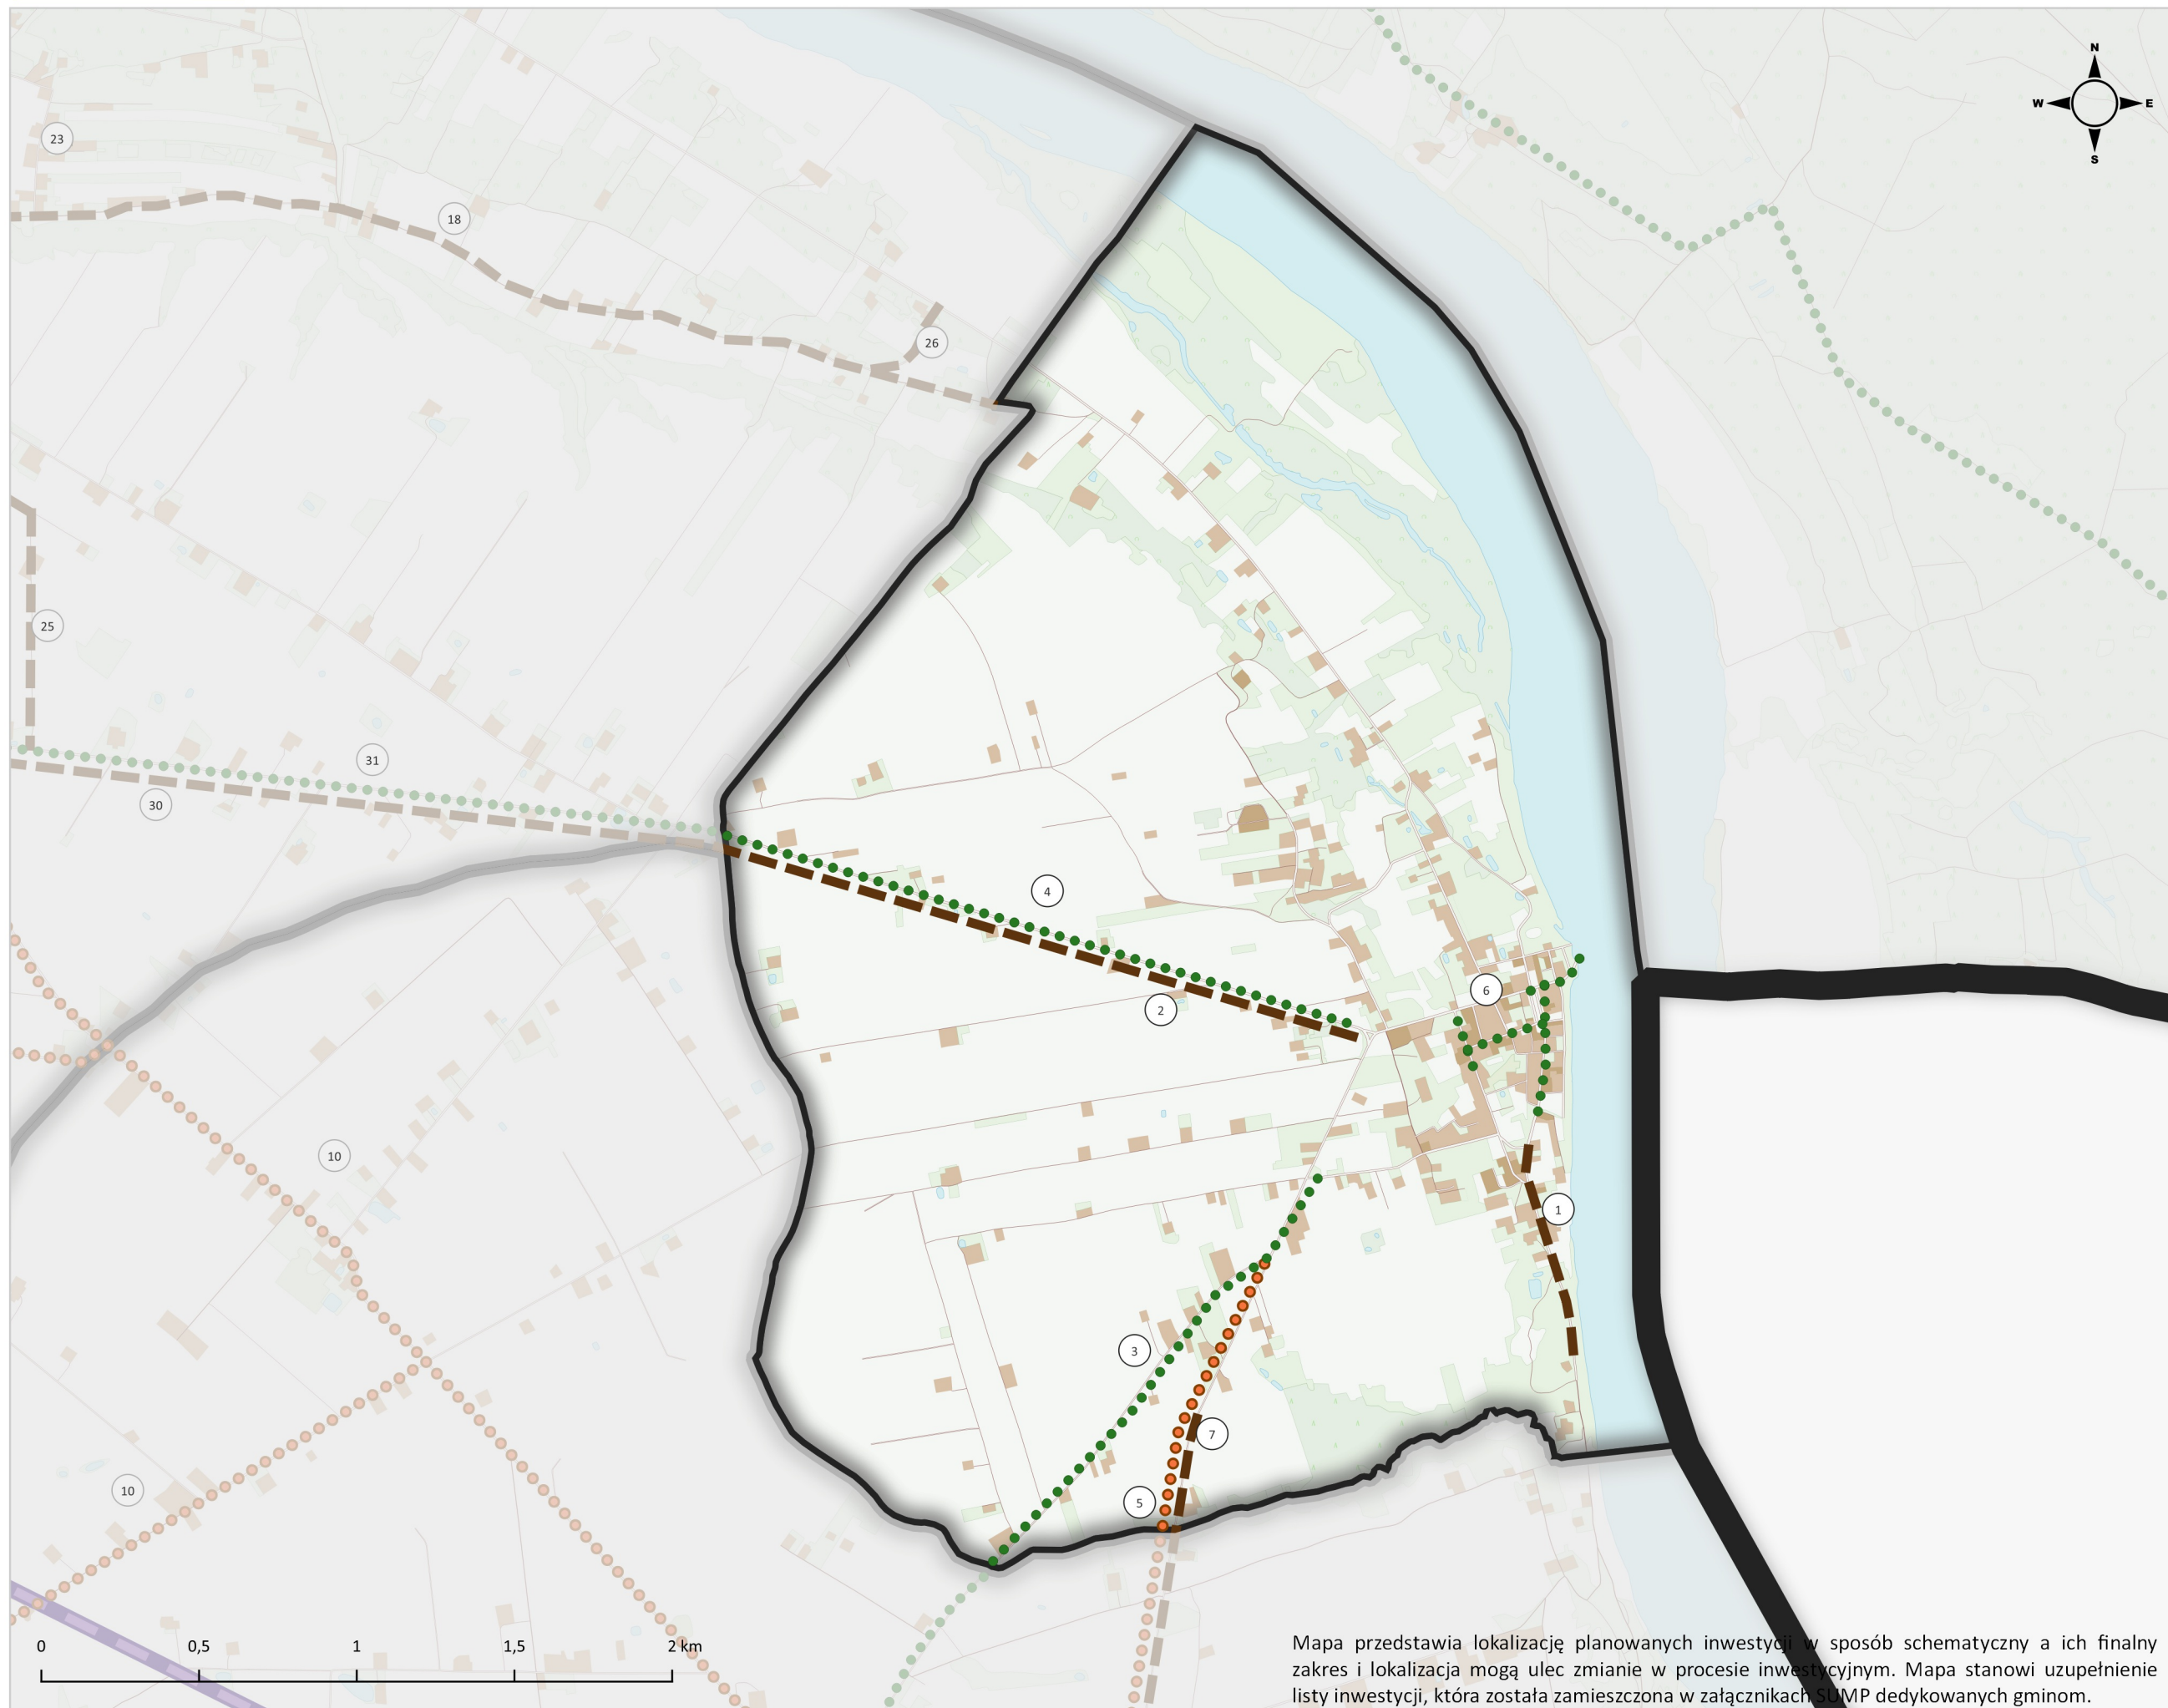 N
W E
S
23
18
26
25
31
30
4
2
6
10
1
3
7
10
5
0 0,5 1 1,5 2 km
Mapa przedstawia lokalizację planowanych inwestycji w sposób schematyczny a ich finalny
zakres i lokalizacja mogą ulec zmianie w procesie inwestycyjnym. Mapa stanowi uzupełnienie
listy inwestycji, która została zamieszczona w załącznikach SUMP dedykowanych gminom.